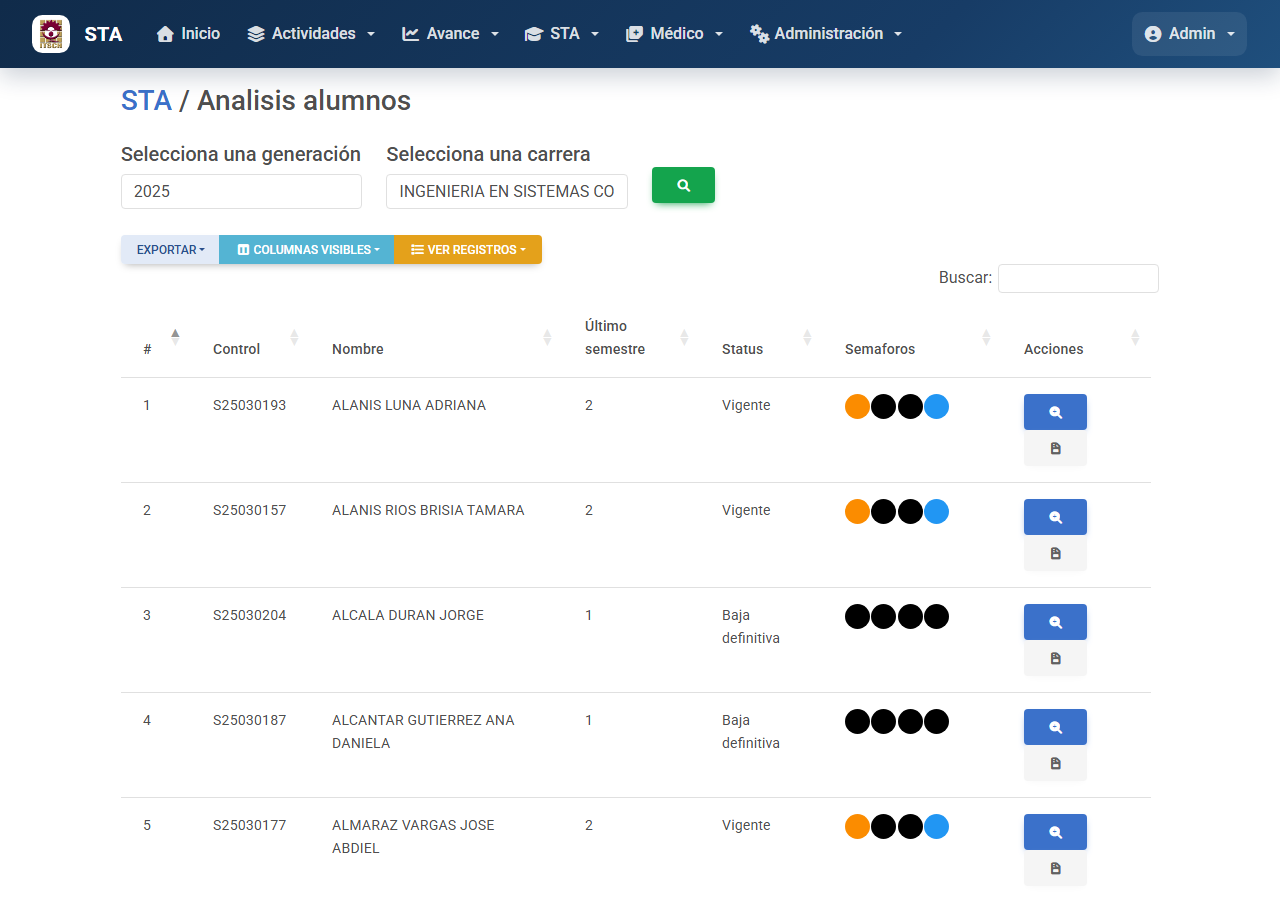 ITSCH
STA
Inicio
Actividades
Avance
STA
Médico
Administración
Admin
STA / Analisis alumnos
Selecciona una generación
Selecciona una carrera
2025
INGENIERIA EN SISTEMAS CO
EXPORTAR
COLUMNAS VISIBLES
VER REGISTROS
Buscar:
# Control Nombre Último semestre Status Semaforos Acciones
1 S25030193 ALANIS LUNA ADRIANA 2 Vigente
2 S25030157 ALANIS RIOS BRISIA TAMARA 2 Vigente
3 S25030204 ALCALA DURAN JORGE 1 Baja definitiva
4 S25030187 ALCANTAR GUTIERREZ ANA DANIELA 1 Baja definitiva
5 S25030177 ALMARAZ VARGAS JOSE ABDIEL 2 Vigente